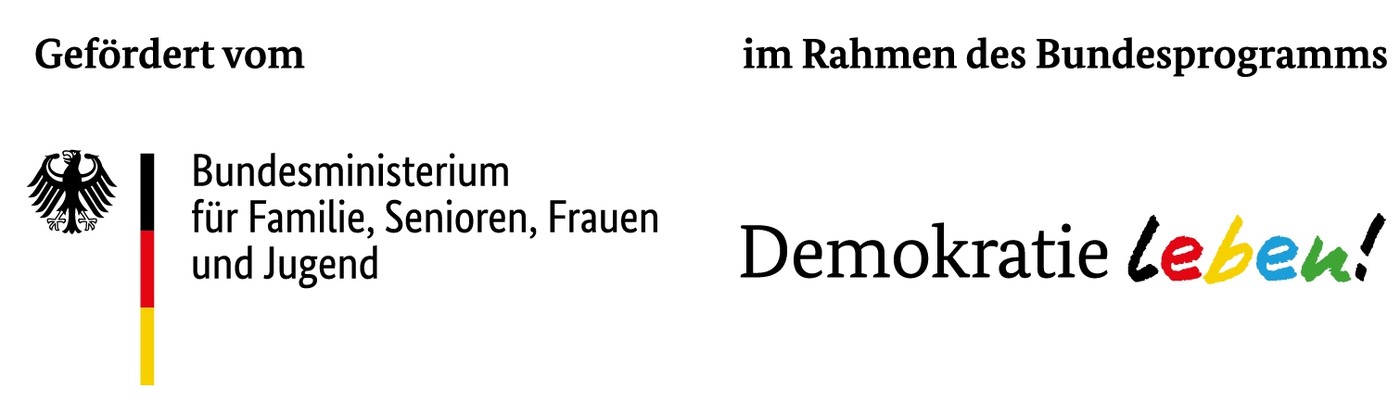 Gefördert vom
im Rahmen des Bundesprogramms
Bundesministerium
für Familie, Senioren, Frauen
und Jugend
Demokratie leben!